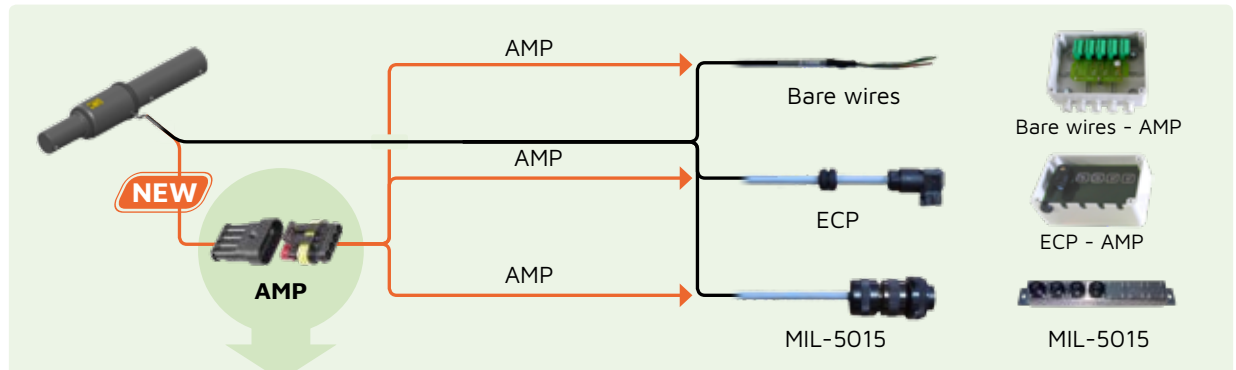 AMP
Bare wires
Bare wires - AMP
NEW
AMP
ECP
ECP - AMP
AMP
AMP
MIL-5015
MIL-5015